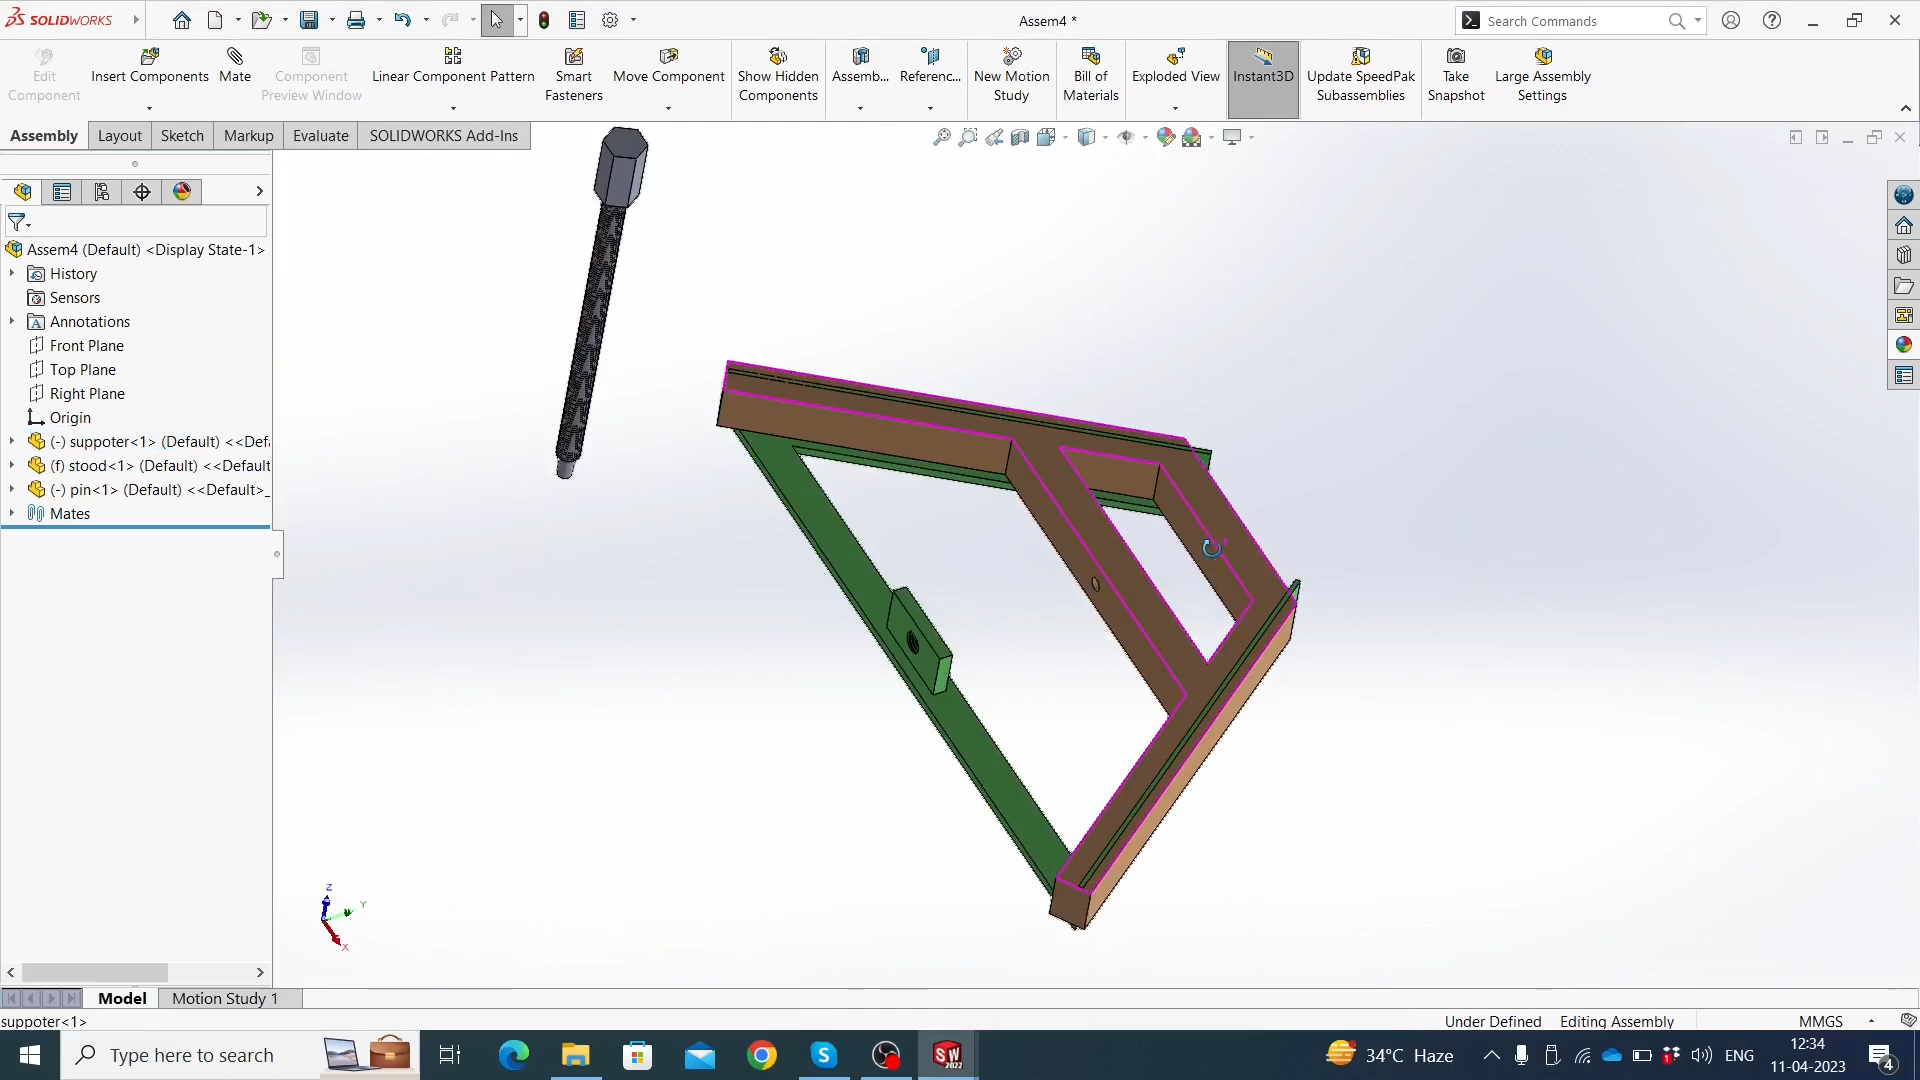 SOLIDWORKS
Assem4 *
Search Commands
Edit Component
Insert Components
Mate
Component Preview Window
Linear Component Pattern
Smart Fasteners
Move Component
Show Hidden Components
Assemb...
Referenc...
New Motion Study
Bill of Materials
Exploded View
Instant3D
Update SpeedPak Subassemblies
Take Snapshot
Large Assembly Settings
Assembly
Layout
Sketch
Markup
Evaluate
SOLIDWORKS Add-Ins
Assem4 (Default) <Display State-1>
History
Sensors
Annotations
Front Plane
Top Plane
Right Plane
Origin
(-) suppoter<1> (Default) <<Defa
(f) stood<1> (Default) <<Default
(-) pin<1> (Default) <<Default>_
Mates
Z
Y
X
Model
Motion Study 1
suppoter<1>
Under Defined
Editing Assembly
MMGS
Type here to search
SW
2022
34°C Haze
ENG
12:34
11-04-2023
4